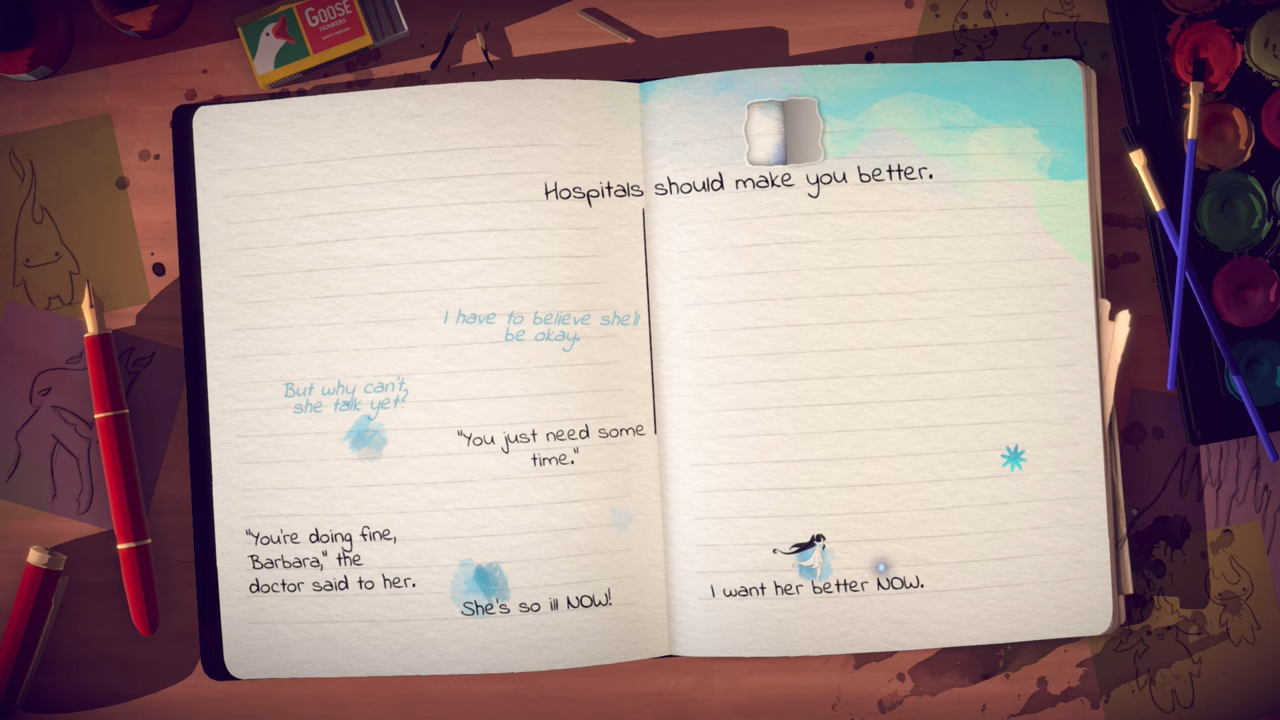 GOOSE
HONKERS
Hospitals should make you better.
I have to believe she'll
be okay.
But why can't
she talk yet?
"You just need some
time."
"You're doing fine,
Barbara," the
doctor said to her.
She's so ill NOW!
I want her better NOW.